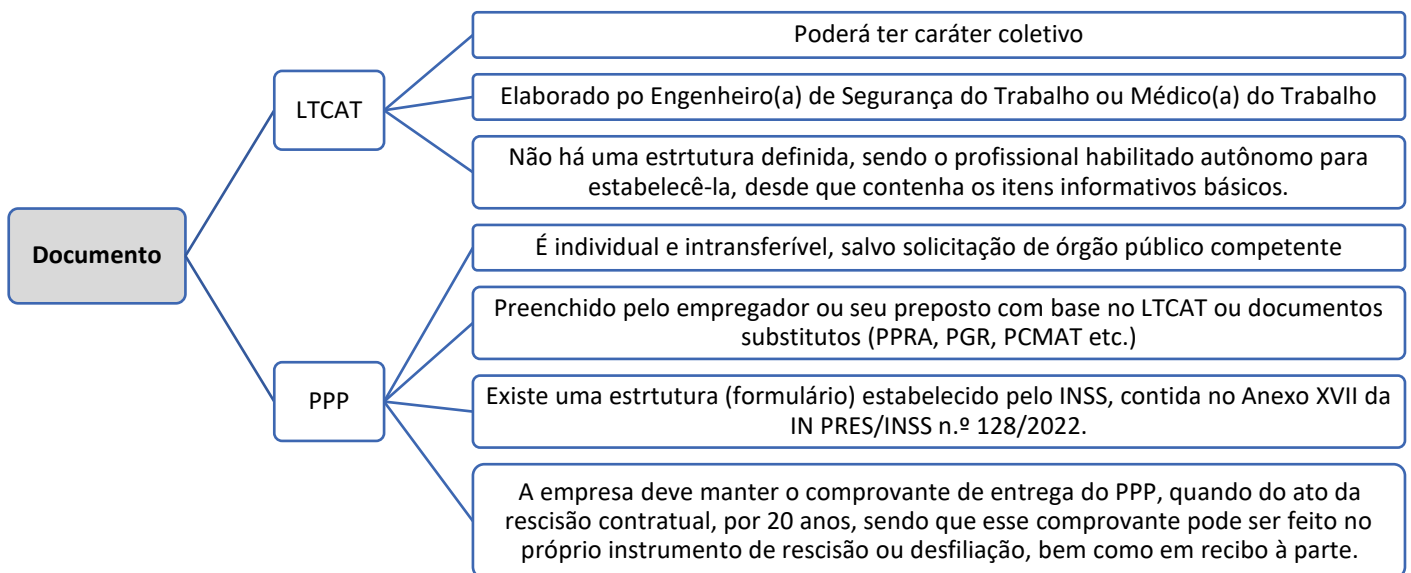 Documento
LTCAT
Poderá ter caráter coletivo
Elaborado po Engenheiro(a) de Segurança do Trabalho ou Médico(a) do Trabalho
Não há uma estrtutura definida, sendo o profissional habilitado autônomo para
estabelecê-la, desde que contenha os itens informativos básicos.
PPP
É individual e intransferível, salvo solicitação de órgão público competente
Preenchido pelo empregador ou seu preposto com base no LTCAT ou documentos
substitutos (PPRA, PGR, PCMAT etc.)
Existe uma estrtutura (formulário) estabelecido pelo INSS, contida no Anexo XVII da
IN PRES/INSS n.º 128/2022.
A empresa deve manter o comprovante de entrega do PPP, quando do ato da
rescisão contratual, por 20 anos, sendo que esse comprovante pode ser feito no
próprio instrumento de rescisão ou desfiliação, bem como em recibo à parte.